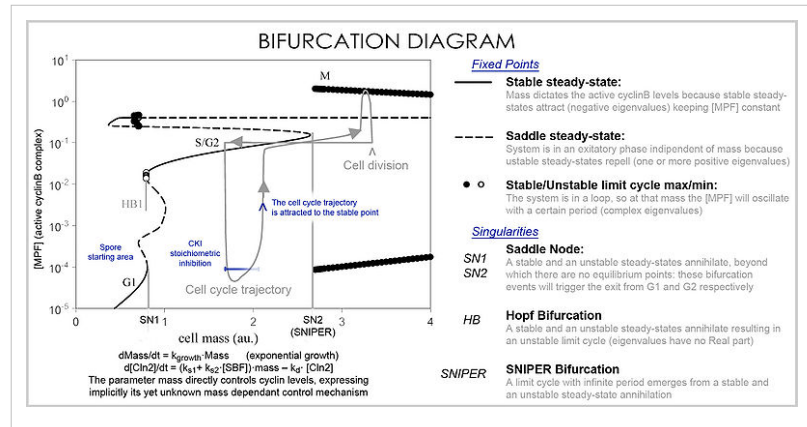 BIFURCATION DIAGRAM
[MPF] (active cyclinB complex)
10¹
10⁰
10⁻¹
10⁻²
10⁻³
10⁻⁴
10⁻⁵
M
S/G2
Cell division
HB1
The cell cycle trajectory
is attracted to the stable point
Spore
starting area
CKI
stoichiometric
inhibition
G1
Cell cycle trajectory
0
1
2
3
4
SN1
SN2
(SNIPER)
cell mass (au.)
dMass/dt = kgrowth·Mass (exponential growth)
d[Cln2]/dt = (ks1+ ks2·[SBF])·mass – kd· [Cln2]
The parameter mass directly controls cyclin levels, expressing
implicitly its yet unknown mass dependant control mechanism
Fixed Points
Stable steady-state:
Mass dictates the active cyclinB levels because stable steady-
states attract (negative eigenvalues) keeping [MPF] constant
Saddle steady-state:
System is in an exitatory phase indipendent of mass because
ustable steady-states repell (one or more positive eigenvalues)
Stable/Unstable limit cycle max/min:
The system is in a loop, so at that mass the [MPF] will oscillate
with a certain period (complex eigenvalues)
Singularities
SN1
SN2
Saddle Node:
A stable and an unstable steady-states annihilate, beyond
which there are no equilibrium points: those bifurcation
events will trigger the exit from G1 and G2 respectively
HB
Hopf Bifurcation
A stable and an unstable steady-states annihilate resulting in
an unstable limit cycle (eigenvalues have no Real part)
SNIPER
SNIPER Bifurcation
A limit cycle with infinite period emerges from a stable and
an unstable steady-state annihilation